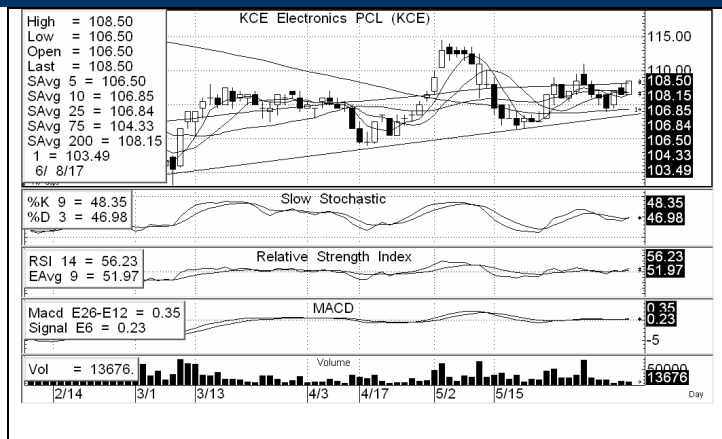 KCE Electronics PCL (KCE)
High = 108.50
Low = 106.50
Open = 106.50
Last = 108.50
SAvg 5 = 106.50
SAvg 10 = 106.85
SAvg 25 = 106.84
SAvg 75 = 104.33
SAvg 200 = 108.15
1 = 103.49
6/ 8/17
115.00
110.00
108.50
108.15
106.85
106.84
106.50
104.33
103.49
Slow Stochastic
%K 9 = 48.35
%D 3 = 46.98
48.35
46.98
Relative Strength Index
RSI 14 = 56.23
EAvg 9 = 51.97
56.23
51.97
MACD
Macd E26-E12 = 0.35
Signal E6 = 0.23
0.35
0.23
-5
Volume
Vol = 13676.
50000
13676
2/14 3/1 3/13 4/3 4/17 5/2 5/15 Day